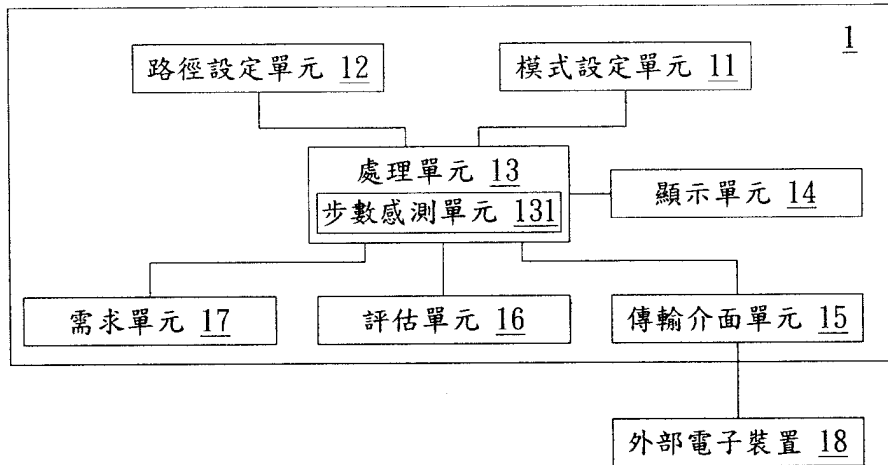 1
路徑設定單元 12
模式設定單元 11
處理單元 13
步數感測單元 131
顯示單元 14
需求單元 17
評估單元 16
傳輸介面單元 15
外部電子裝置 18